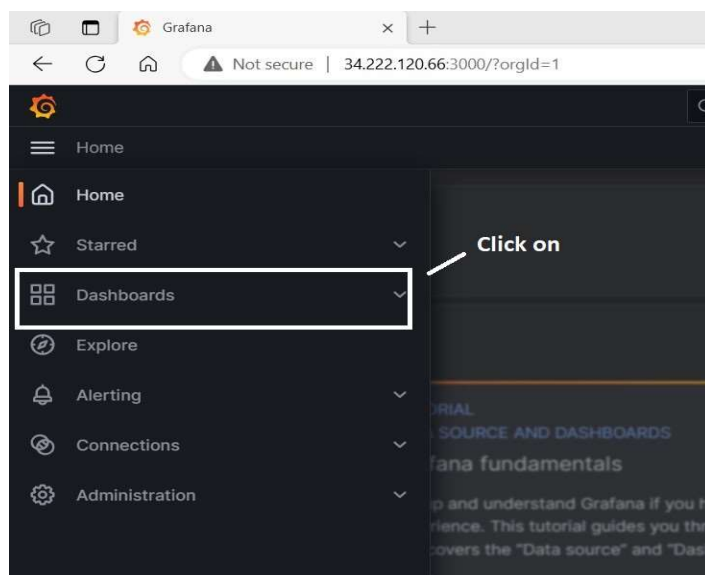 Grafana
Not secure | 34.222.120.66:3000/?orgId=1
Home
Home
Starred
Click on
Dashboards
Explore
Alerting
ORIAL
SOURCE AND DASHBOARDS
Connections
fana fundamentals
Administration
p and understand Grafana if you
rience. This tutorial guides you
covers the "Data source" and "Das